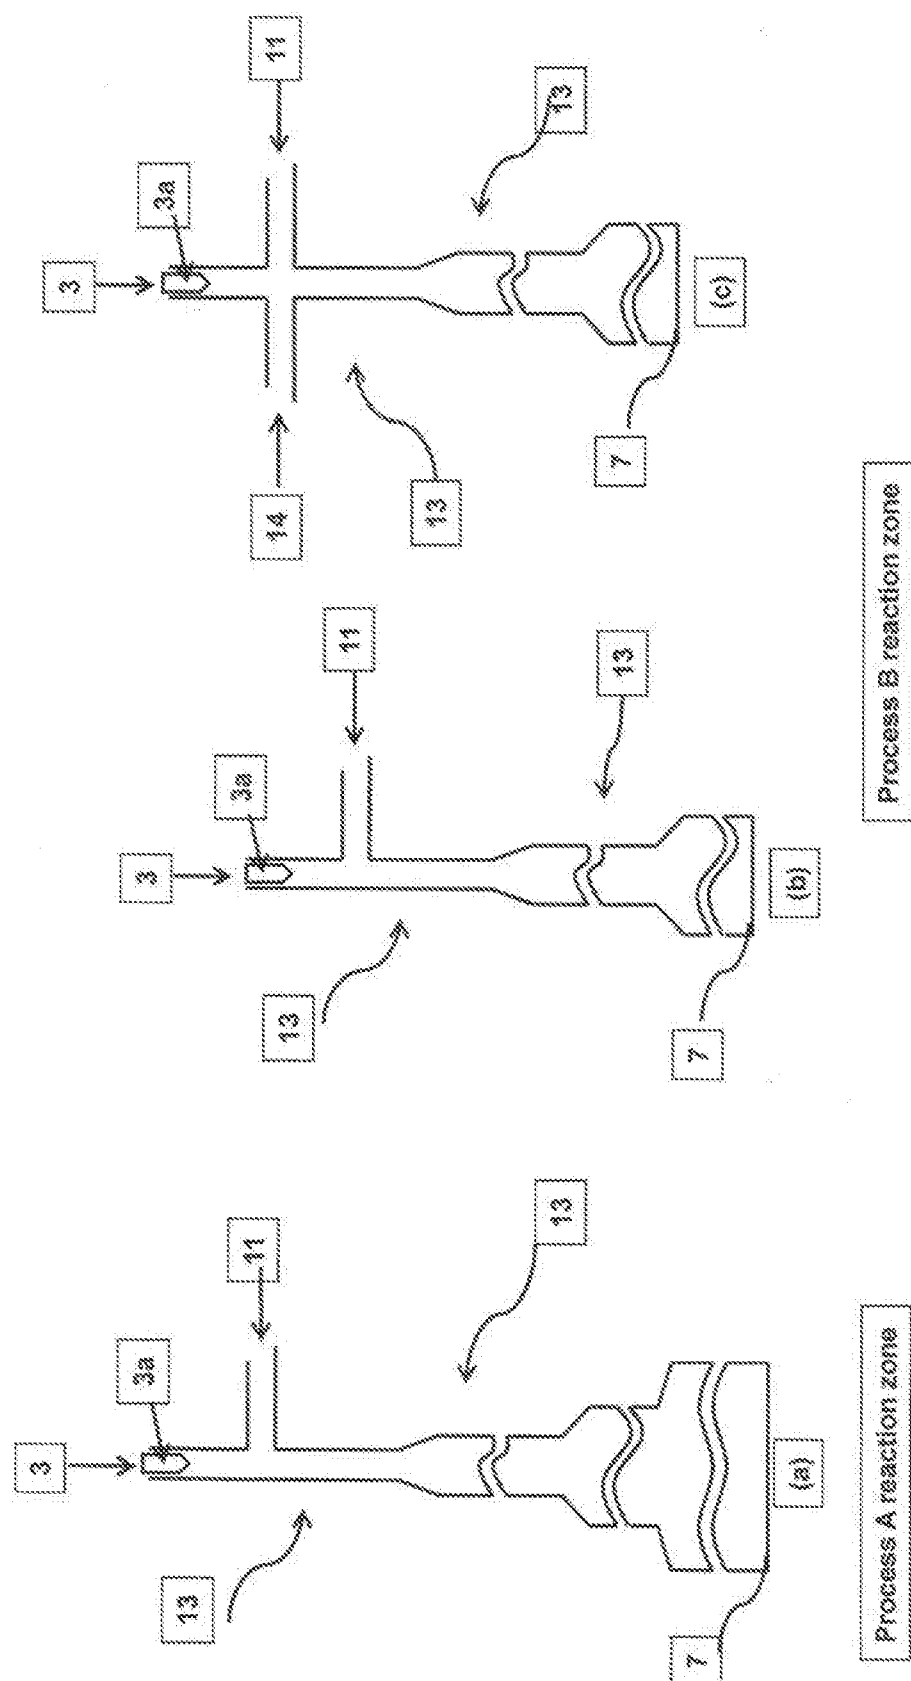 3
3a
11
13
13
7
(a)
Process A reaction zone
3
3a
11
13
13
7
(b)
3
3a
14
11
13
13
7
(c)
Process B reaction zone